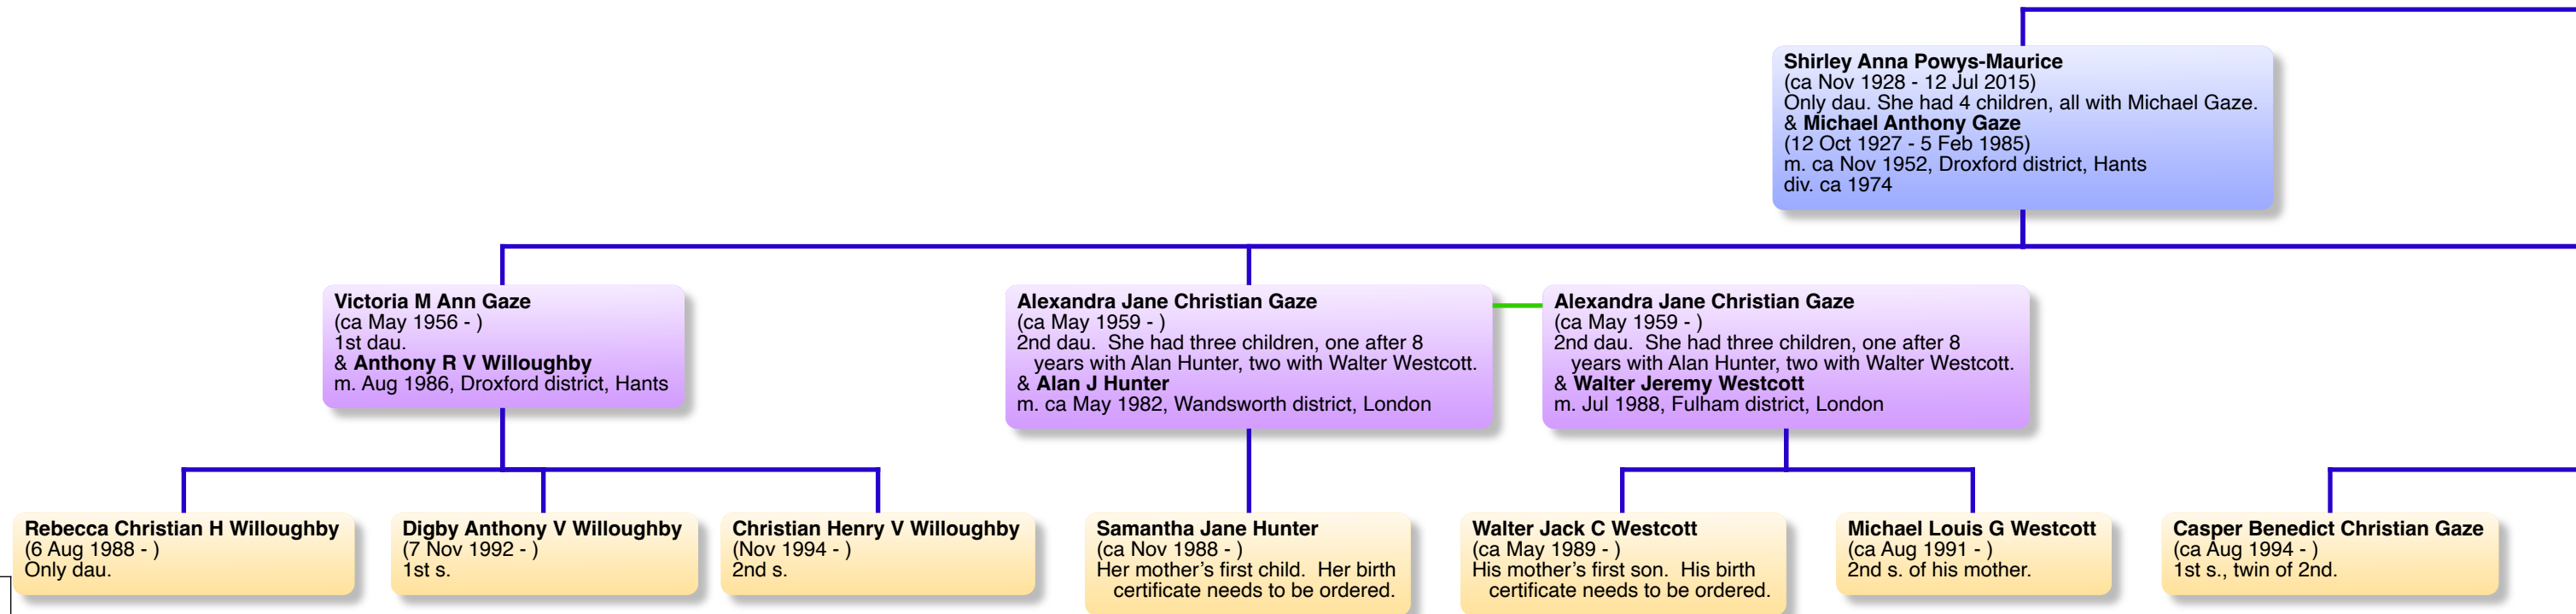 Shirley Anna Powys-Maurice
(ca Nov 1928 - 12 Jul 2015)
Only dau. She had 4 children, all with Michael Gaze.
& Michael Anthony Gaze
(12 Oct 1927 - 5 Feb 1985)
m. ca Nov 1952, Droxford district, Hants
div. ca 1974
Victoria M Ann Gaze
(ca May 1956 - )
1st dau.
& Anthony R V Willoughby
m. Aug 1986, Droxford district, Hants
Alexandra Jane Christian Gaze
(ca May 1959 - )
2nd dau.  She had three children, one after 8
years with Alan Hunter, two with Walter Westcott.
& Alan J Hunter
m. ca May 1982, Wandsworth district, London
Alexandra Jane Christian Gaze
(ca May 1959 - )
2nd dau.  She had three children, one after 8
years with Alan Hunter, two with Walter Westcott.
& Walter Jeremy Westcott
m. Jul 1988, Fulham district, London
Rebecca Christian H Willoughby
(6 Aug 1988 - )
Only dau.
Digby Anthony V Willoughby
(7 Nov 1992 - )
1st s.
Christian Henry V Willoughby
(Nov 1994 - )
2nd s.
Samantha Jane Hunter
(ca Nov 1988 - )
Her mother's first child.  Her birth
certificate needs to be ordered.
Walter Jack C Westcott
(ca May 1989 - )
His mother's first son.  His birth
certificate needs to be ordered.
Michael Louis G Westcott
(ca Aug 1991 - )
2nd s. of his mother.
Casper Benedict Christian Gaze
(ca Aug 1994 - )
1st s., twin of 2nd.